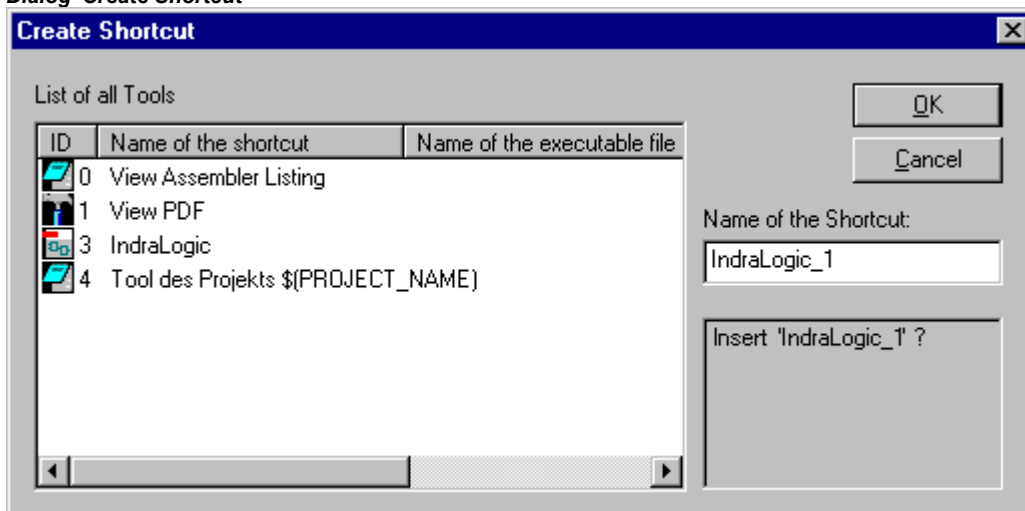 Dialog 'Create Shortcut'
Create Shortcut
List of all Tools
ID Name of the shortcut Name of the executable file
0 View Assembler Listing
1 View PDF
3 IndraLogic
4 Tool des Projekts $(PROJECT_NAME)
OK
Cancel
Name of the Shortcut:
IndraLogic_1
Insert 'IndraLogic_1' ?